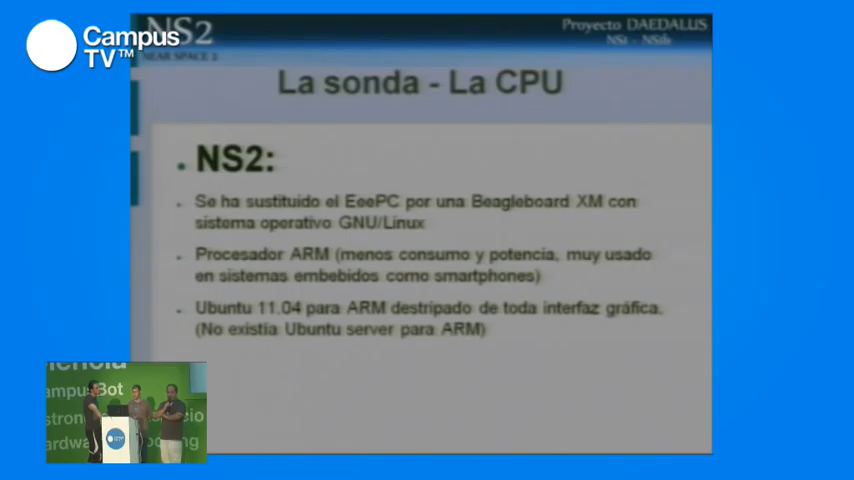 Campus
TV™
NS2
NEAR SPACE 2
Proyecto DAEDALUS
NS1 - NS1b
La sonda - La CPU
NS2:
Se ha sustituido el EeePC por una Beagleboard XM con
sistema operativo GNU/Linux
Procesador ARM (menos consumo y potencia, muy usado
en sistemas embebidos como smartphones)
Ubuntu 11.04 para ARM destripado de toda interfaz gráfica.
(No existía Ubuntu server para ARM)
ampusBot